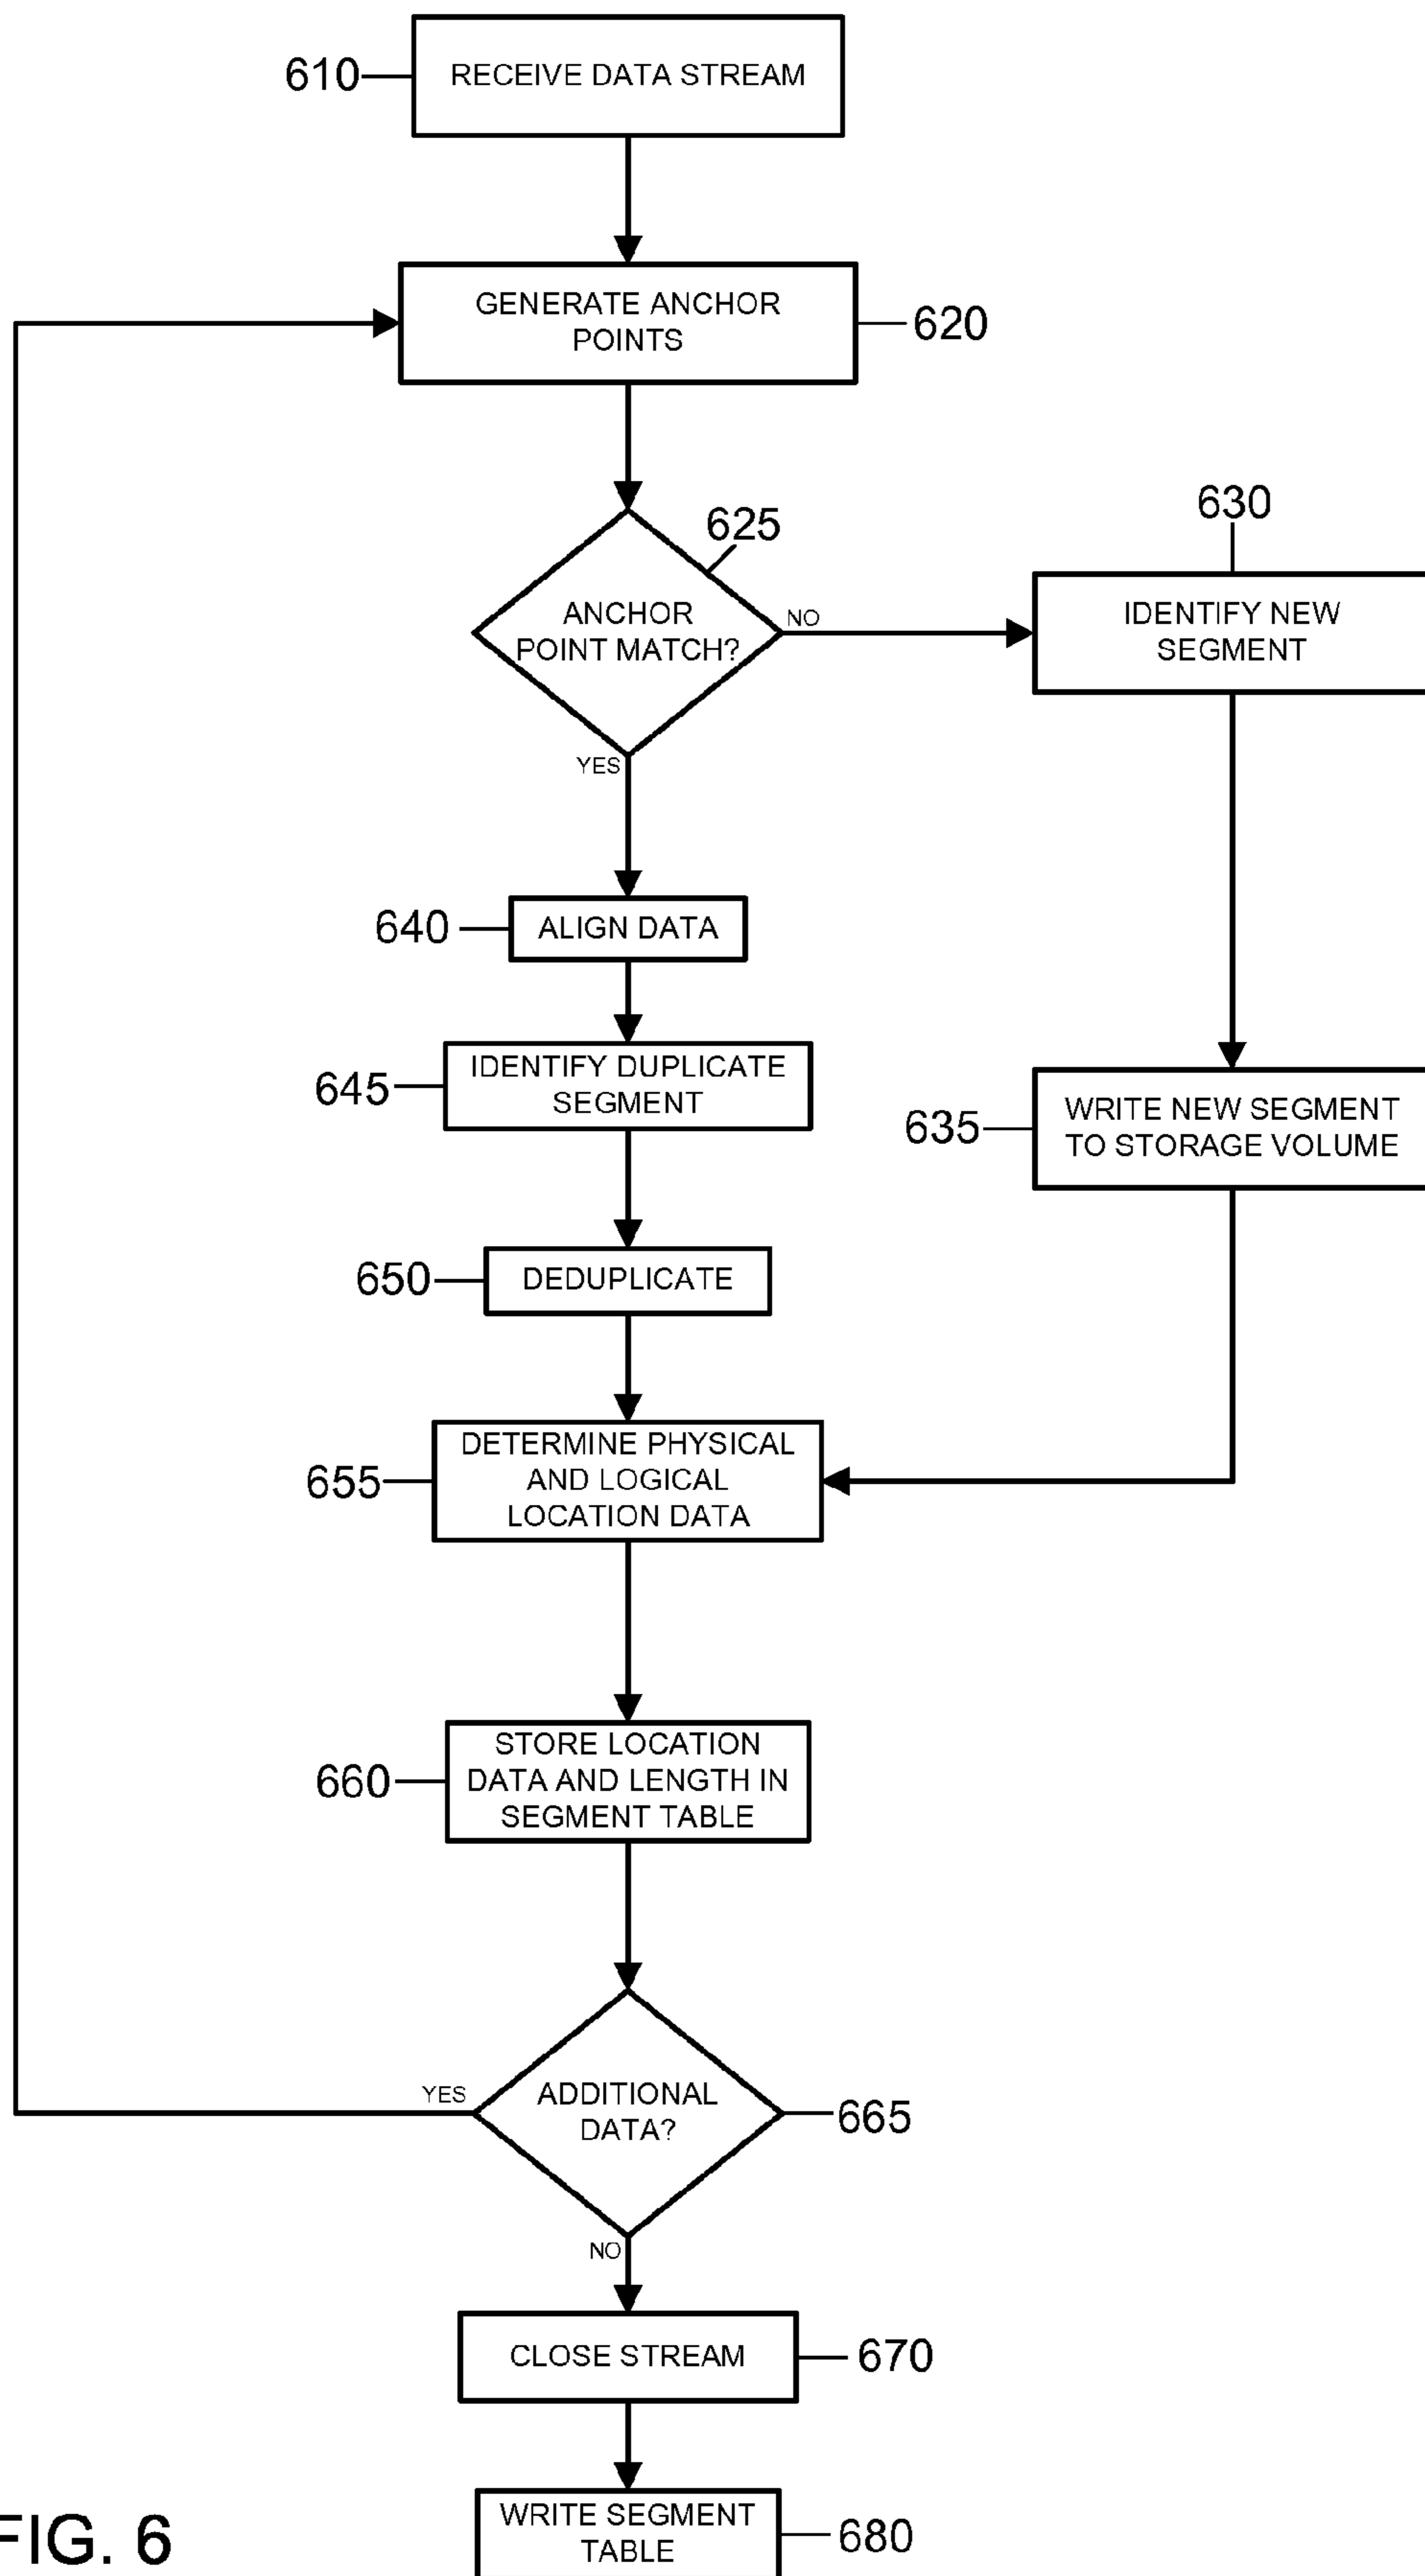 610
RECEIVE DATA STREAM
GENERATE ANCHOR
POINTS
620
625
ANCHOR
POINT MATCH?
NO
YES
630
IDENTIFY NEW
SEGMENT
635
WRITE NEW SEGMENT
TO STORAGE VOLUME
640
ALIGN DATA
645
IDENTIFY DUPLICATE
SEGMENT
650
DEDUPLICATE
655
DETERMINE PHYSICAL
AND LOGICAL
LOCATION DATA
660
STORE LOCATION
DATA AND LENGTH IN
SEGMENT TABLE
YES
ADDITIONAL
DATA?
665
NO
CLOSE STREAM
670
WRITE SEGMENT
TABLE
680
FIG. 6